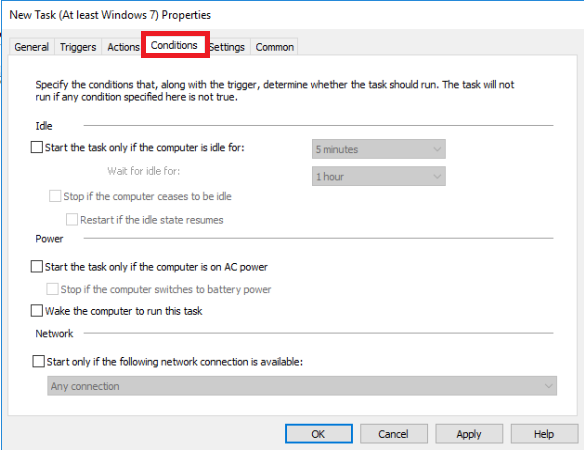 New Task (At least Windows 7) Properties
General Triggers Actions Conditions Settings Common
Specify the conditions that, along with the trigger, determine whether the task should run. The task will not
run if any condition specified here is not true.
Idle
Start the task only if the computer is idle for: 5 minutes
Wait for idle for: 1 hour
Stop if the computer ceases to be idle
Restart if the idle state resumes
Power
Start the task only if the computer is on AC power
Stop if the computer switches to battery power
Wake the computer to run this task
Network
Start only if the following network connection is available:
Any connection
OK Cancel Apply Help